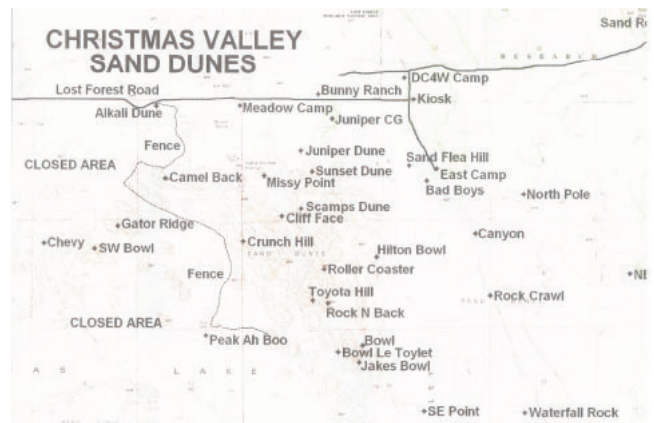 Sand R
CHRISTMAS VALLEY
SAND DUNES
RESEARCH
DC4W Camp
Lost Forest Road
Bunny Ranch
Kiosk
Alkali Dune
Meadow Camp
Juniper CG
Fence
Juniper Dune
Sand Flea Hill
CLOSED AREA
Camel Back
Missy Point
Sunset Dune
East Camp
Bad Boys
North Pole
Scamps Dune
Cliff Face
Gator Ridge
Canyon
Chevy
SW Bowl
Crunch Hill
SAND DUNES
Hilton Bowl
Fence
Roller Coaster
Toyota Hill
Rock Crawl
Rock N Back
CLOSED AREA
Peak Ah Boo
Bowl
Bowl Le Toylet
Jakes Bowl
LAKE
SE Point
Waterfall Rock